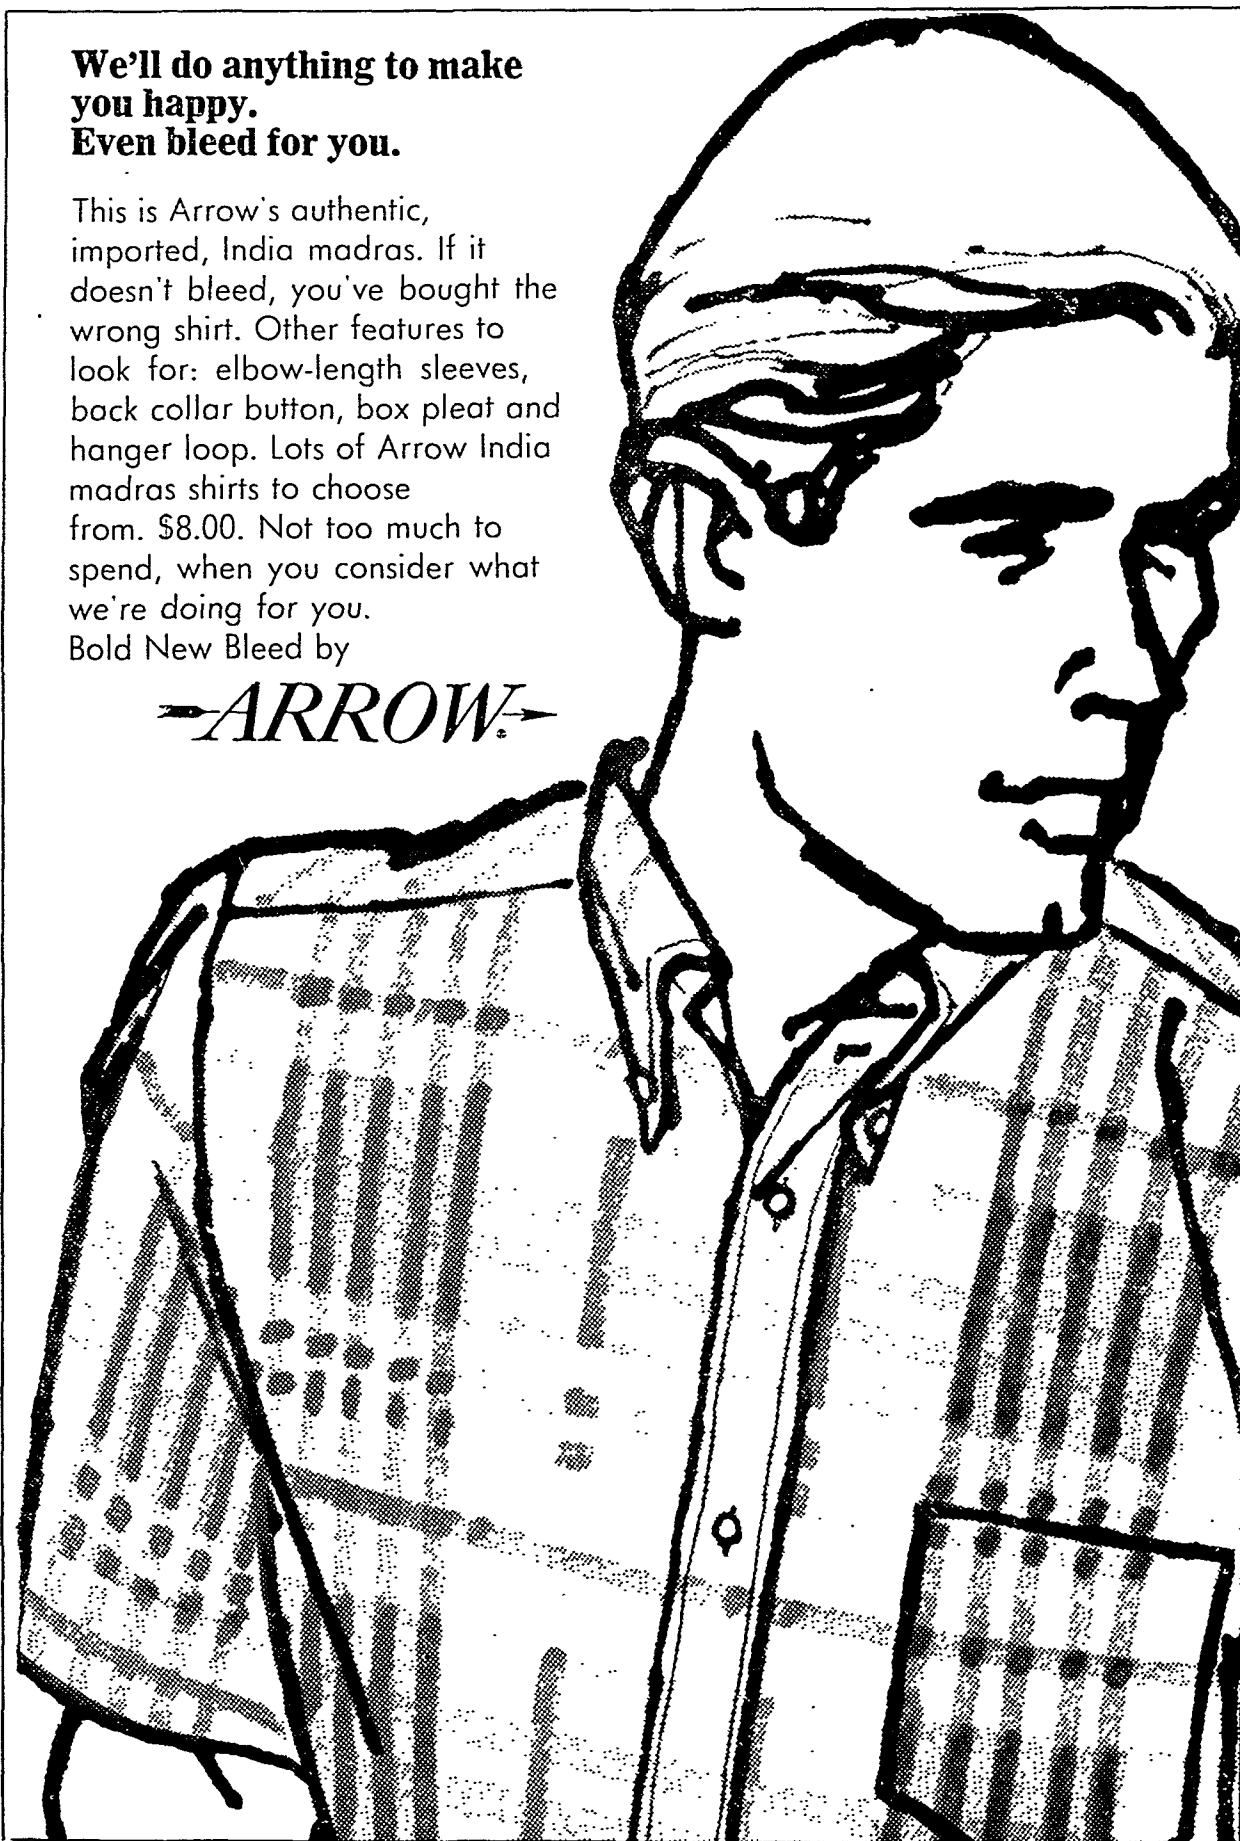 We'll do anything to make
you happy.
Even bleed for you.
This is Arrow's authentic,
imported, India madras. If it
doesn't bleed, you've bought the
wrong shirt. Other features to
look for: elbow-length sleeves,
back collar button, box pleat and
hanger loop. Lots of Arrow India
madras shirts to choose
from. $8.00. Not too much to
spend, when you consider what
we're doing for you.
Bold New Bleed by
ARROW